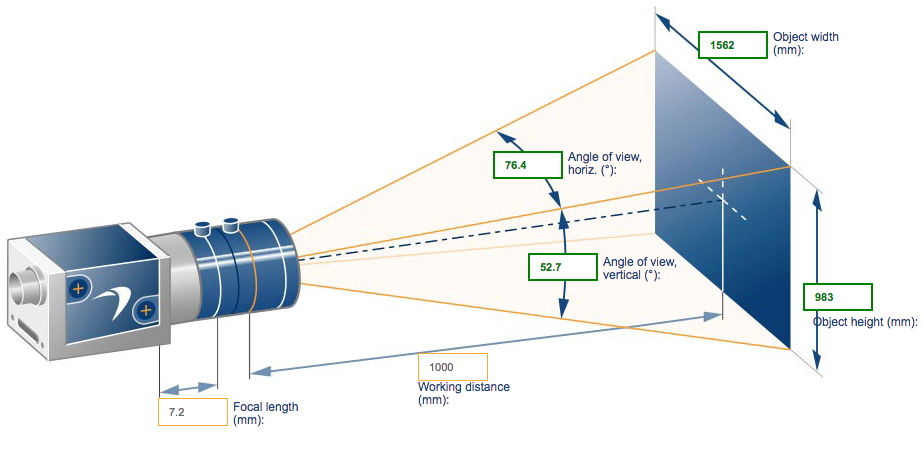 1562
Object width
(mm):
76.4
Angle of view,
horiz. (°):
52.7
Angle of view,
vertical (°):
983
Object height (mm):
1000
Working distance
(mm):
7.2
Focal length
(mm):